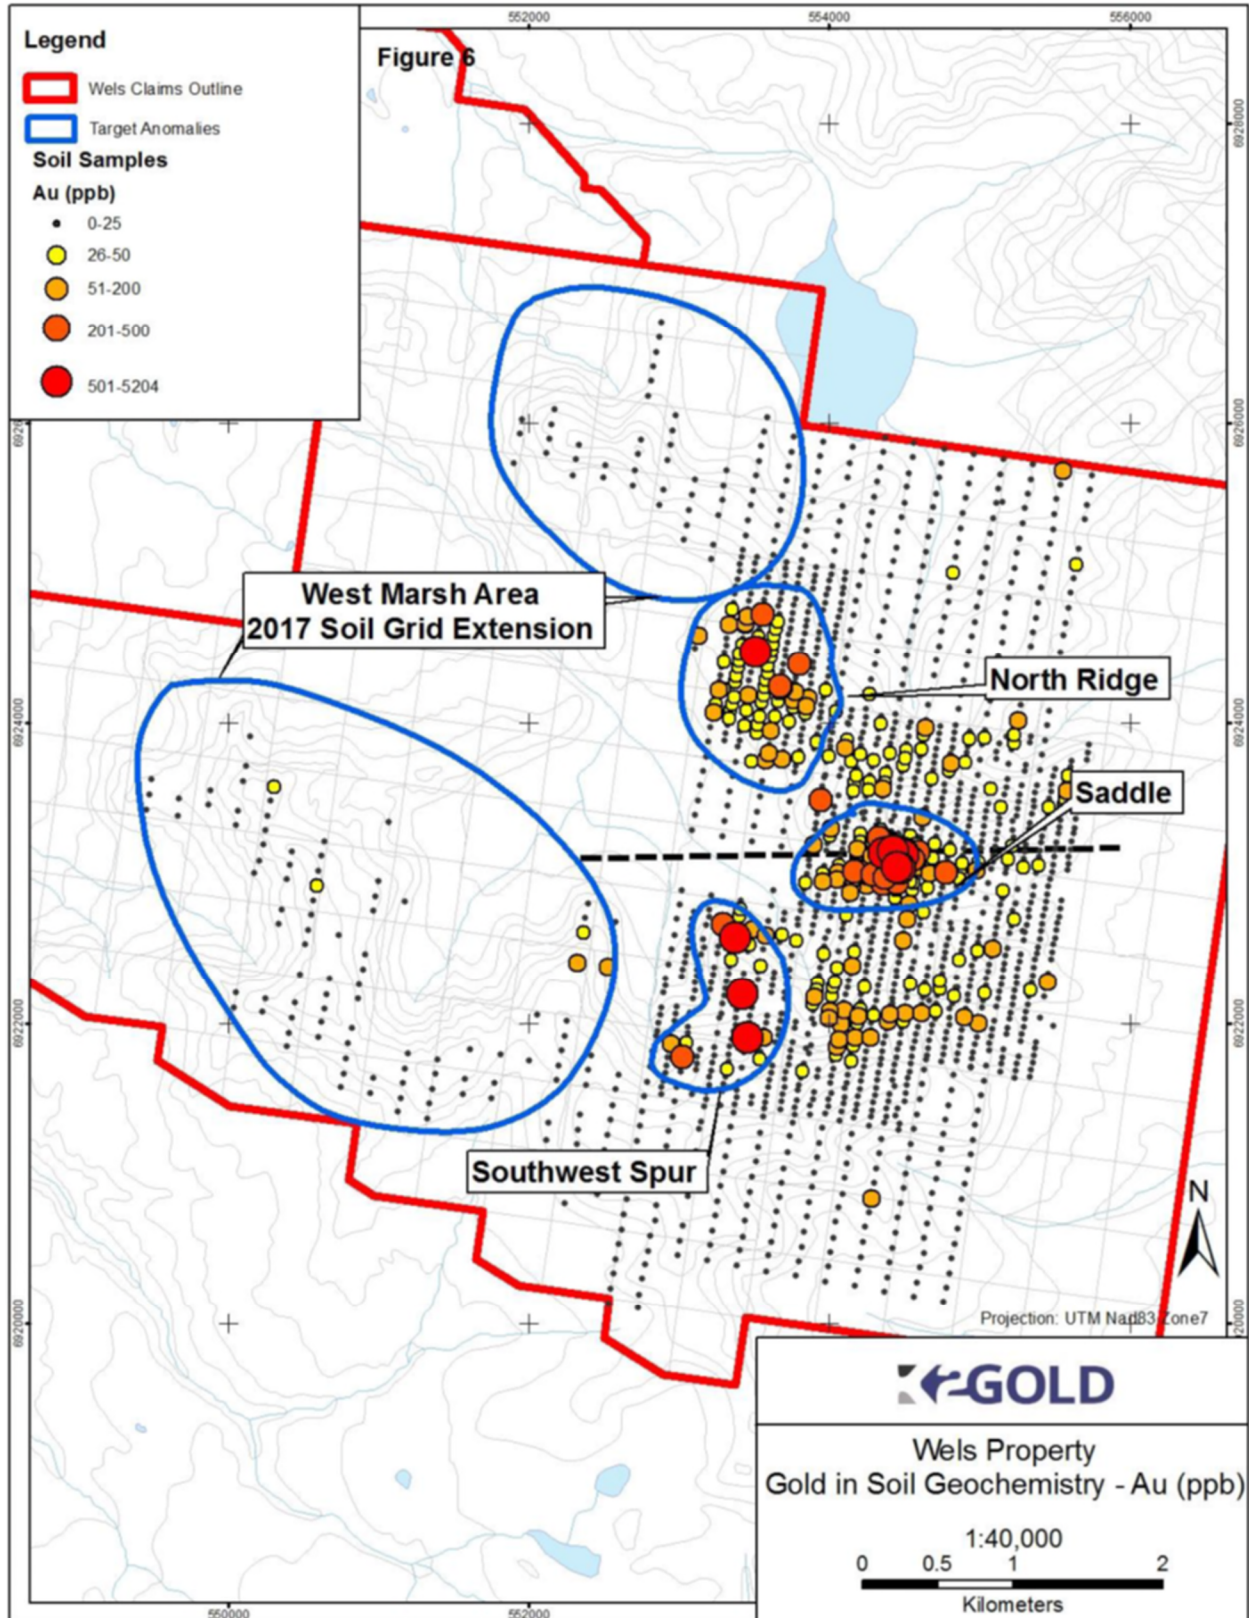 552000
554000
556000
Legend
Wels Claims Outline
Target Anomalies
Soil Samples
Au (ppb)
0-25
26-50
51-200
201-500
501-5204
Figure 6
6928000
6926000
West Marsh Area
2017 Soil Grid Extension
North Ridge
6924000
6924000
Saddle
6922000
6922000
Southwest Spur
N
6920000
Projection: UTM Nad83 Zone7
GOLD
Wels Property
Gold in Soil Geochemistry - Au (ppb)
1:40,000
0 0.5 1 2
Kilometers
550000
552000